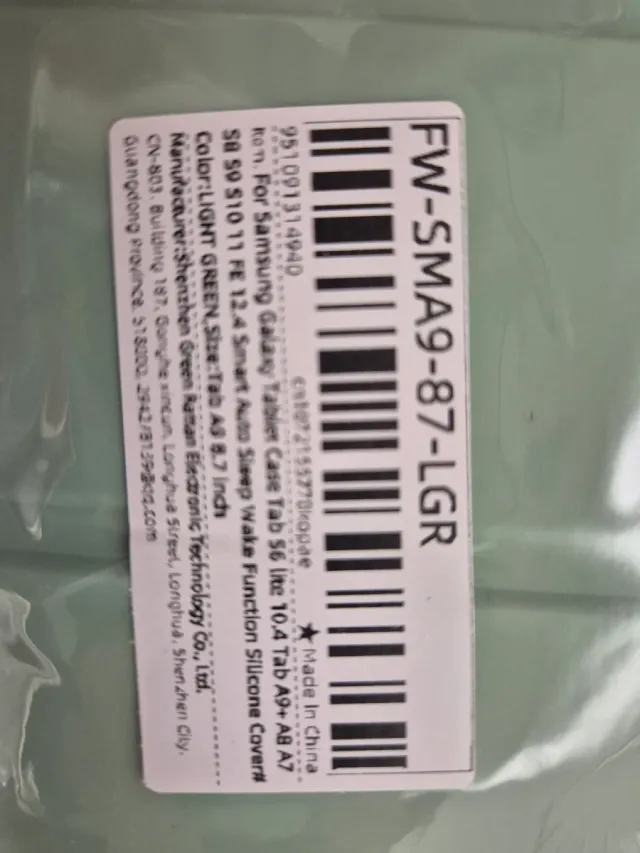 FW-SMA9-87-LGR
★ Made In China
951091314940
Item: For Samsung Galaxy Tablet Case Tab S6 lite 10.4 Tab A9+ A8 A7
S8 S9 S10 11 FE 12.4 Smart Auto Sleep Wake Function Silicone Cover#
Color:LIGHT GREEN,Size:Tab A9 8.7 inch
Manufacturer:Shenzhen Green Rattan Electronic Technology Co., Ltd.
CN-803, Building 187, xincun, Longhua Street, Longhua, Shenzhen City,
Guangdong Province, 518000,